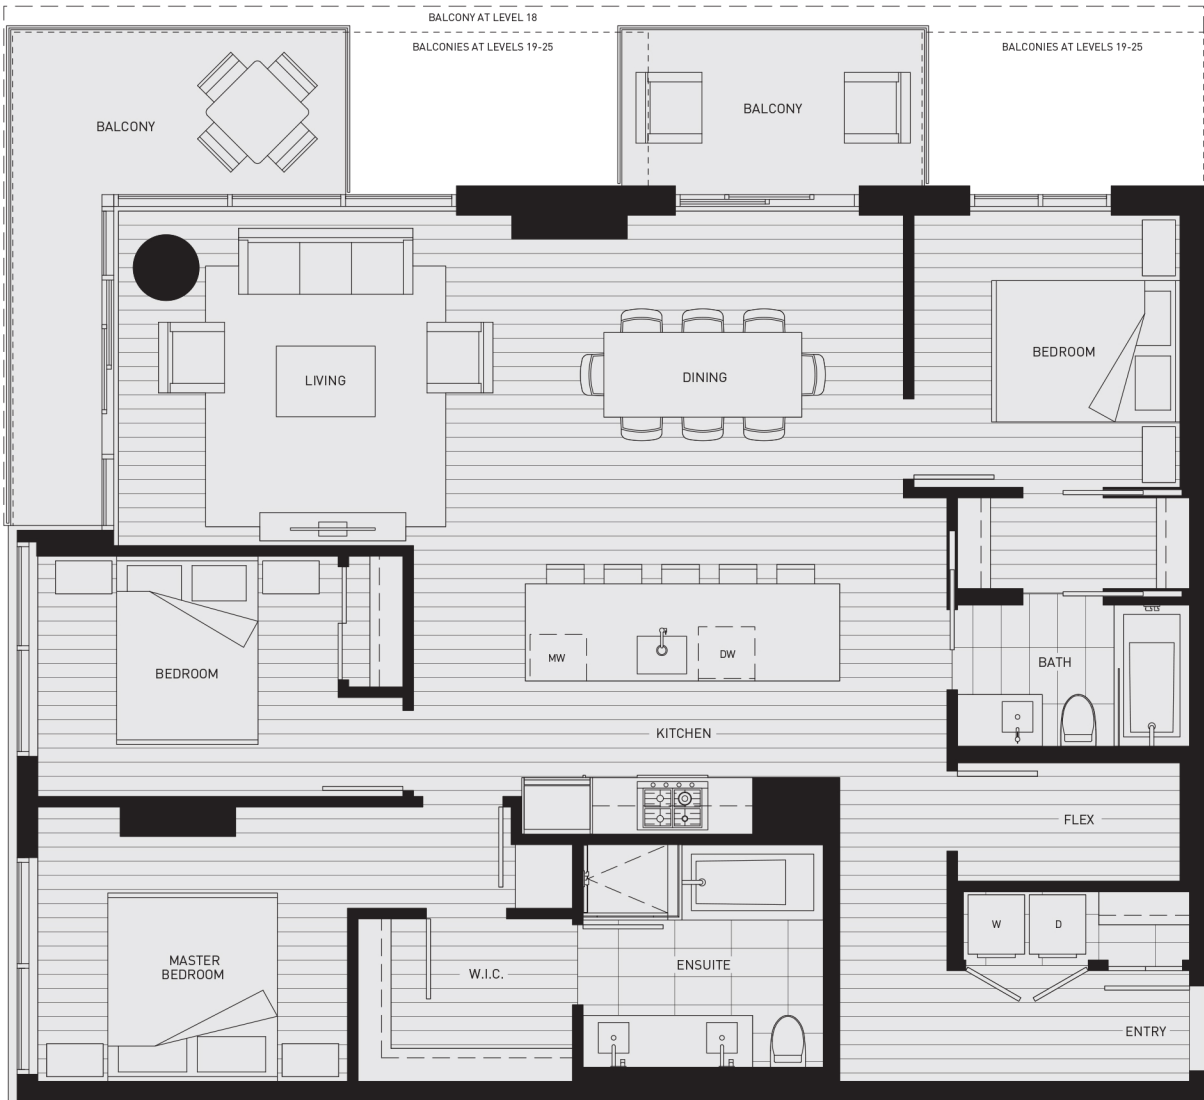 BALCONY AT LEVEL 18
BALCONIES AT LEVELS 19-25
BALCONIES AT LEVELS 19-25
BALCONY
BALCONY
LIVING
DINING
BEDROOM
BEDROOM
MW
DW
BATH
KITCHEN
FLEX
MASTER
BEDROOM
W.I.C.
ENSUITE
W
D
ENTRY